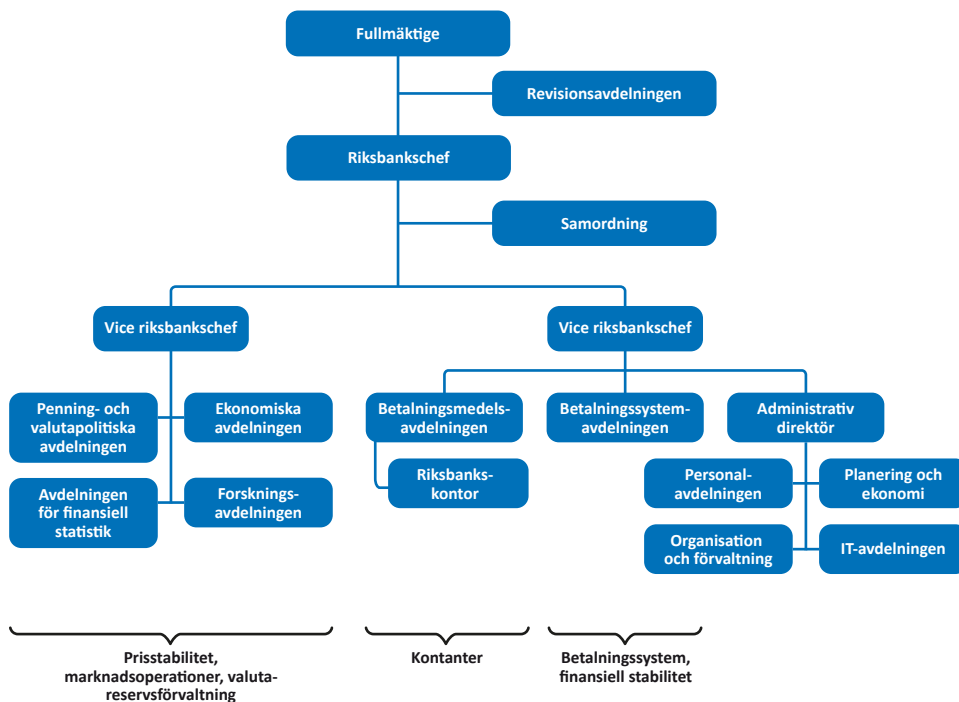 Fullmäktige
Revisionsavdelningen
Riksbankschef
Samordning
Vice riksbankschef
Vice riksbankschef
Penning- och
valutapolitiska
avdelningen
Ekonomiska
avdelningen
Betalningsmedels-
avdelningen
Betalningssystem-
avdelningen
Administrativ
direktör
Avdelningen
för finansiell
statistik
Forsknings-
avdelningen
Riksbanks-
kontor
Personal-
avdelningen
Planering och
ekonomi
Organisation
och förvaltning
IT-avdelningen
Prisstabilitet,
marknadsoperationer, valuta-
reservsförvaltning
Kontanter
Betalningssystem,
finansiell stabilitet